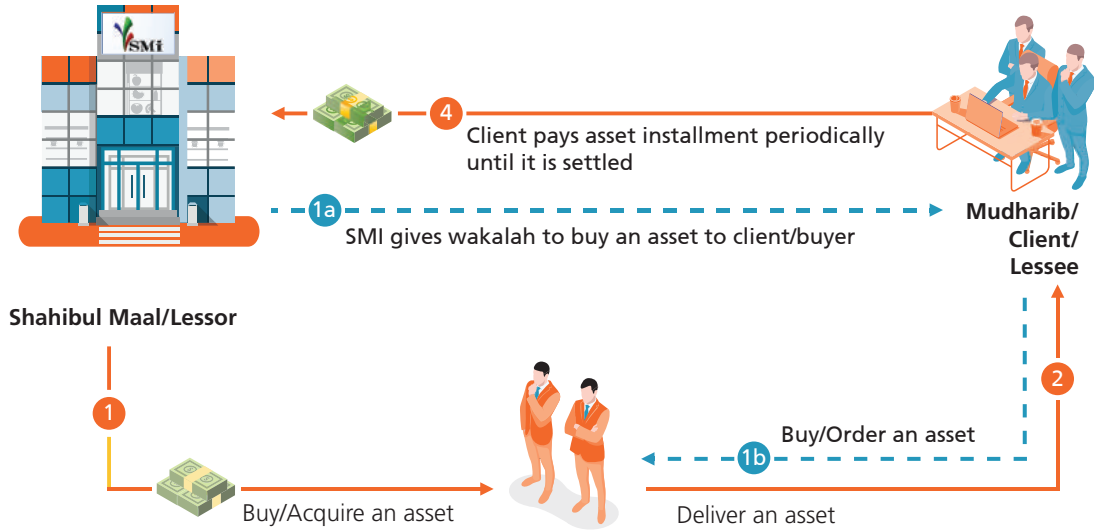 SMi
4
Client pays asset installment periodically
until it is settled
1a
SMI gives wakalah to buy an asset to client/buyer
Mudharib/
Client/
Lessee
Shahibul Maal/Lessor
1
2
Buy/Order an asset
1b
Buy/Acquire an asset
Deliver an asset